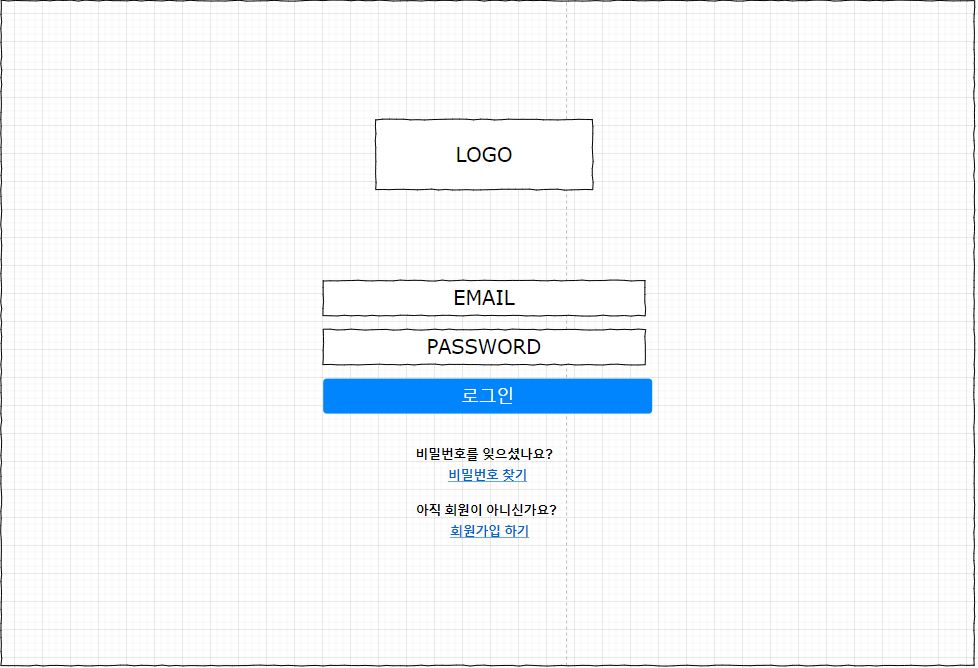 LOGO
EMAIL
PASSWORD
로그인
비밀번호를 잊으셨나요?
비밀번호 찾기
아직 회원이 아니신가요?
회원가입 하기